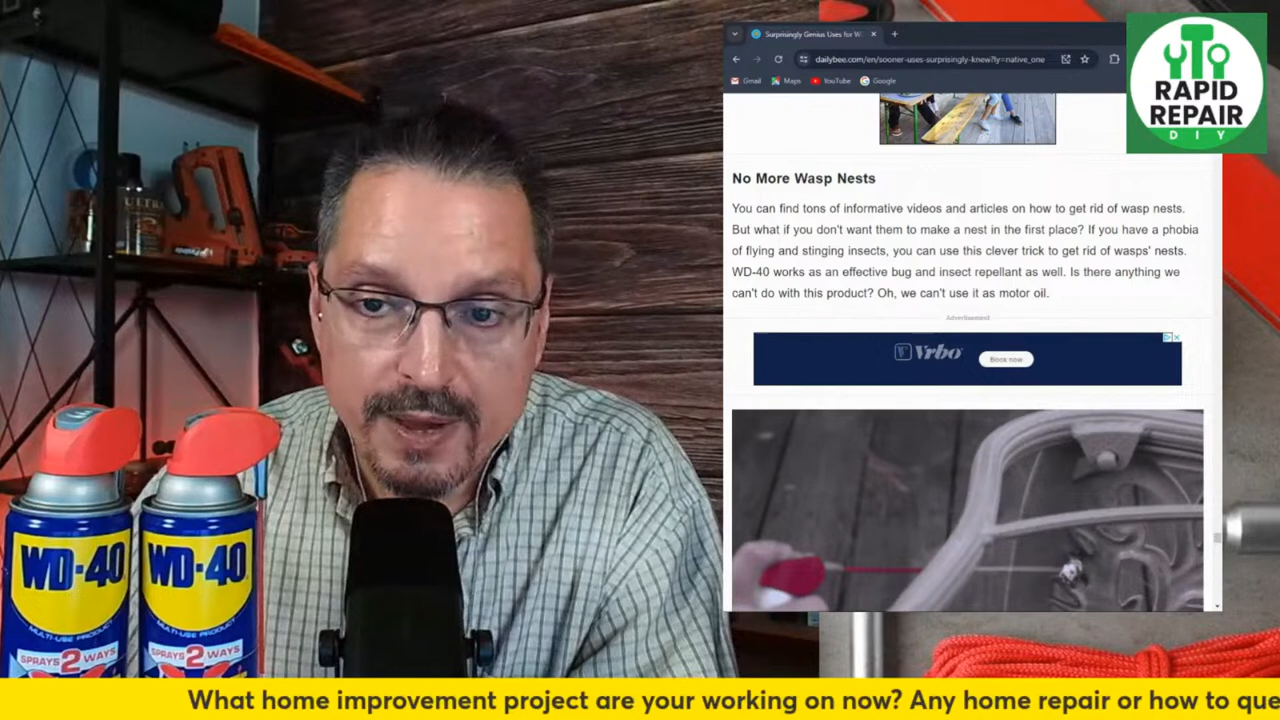 Surprisingly Genius Uses for W
dailybee.com/en/sooner-uses-surprisingly-knew?ly=native_one
Gmail
Maps
YouTube
Google
RAPID
REPAIR
DIY
No More Wasp Nests
You can find tons of informative videos and articles on how to get rid of wasp nests.
But what if you don't want them to make a nest in the first place? If you have a phobia
of flying and stinging insects, you can use this clever trick to get rid of wasps' nests.
WD-40 works as an effective bug and insect repellant as well. Is there anything we
can't do with this product? Oh, we can't use it as motor oil.
Advertisement
Vrbo
Book now
ULTRA
WD-40
MULTI-USE PRODUCT
SPRAYS 2 WAYS
WD-40
MULTI-USE PRODUCT
SPRAYS 2 WAYS
What home improvement project are your working on now? Any home repair or how to que